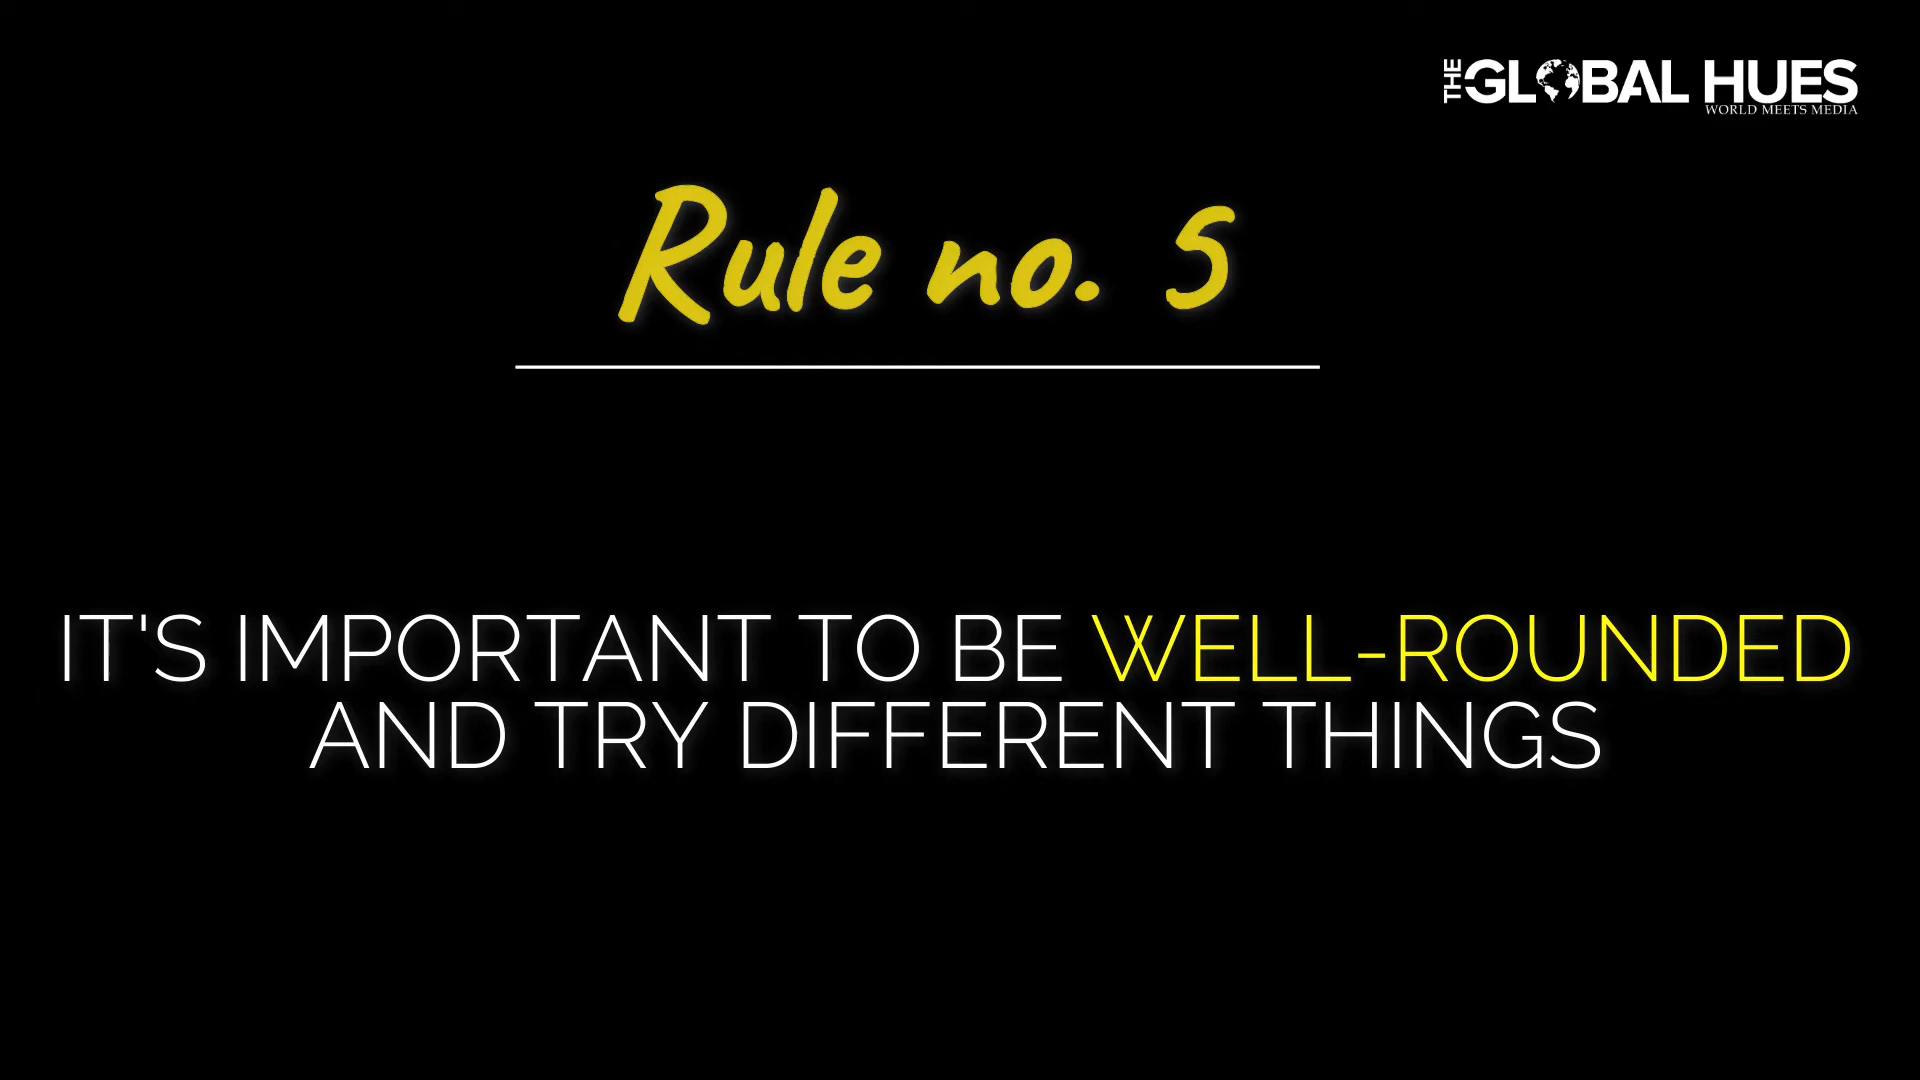 THE GLOBAL HUES
WORLD MEETS MEDIA
Rule no. 5
IT'S IMPORTANT TO BE WELL-ROUNDED
AND TRY DIFFERENT THINGS